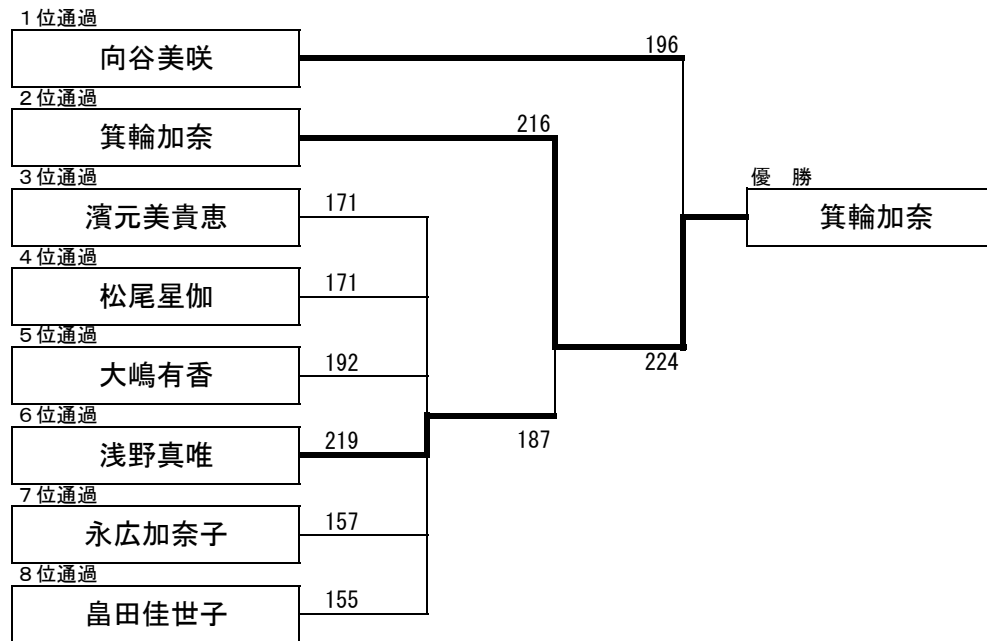 １位通過
向谷美咲
196
２位通過
箕輪加奈
216
３位通過
濱元美貴恵
171
優　勝
箕輪加奈
４位通過
松尾星伽
171
５位通過
大嶋有香
192
224
６位通過
浅野真唯
219
187
７位通過
永広加奈子
157
８位通過
畠田佳世子
155